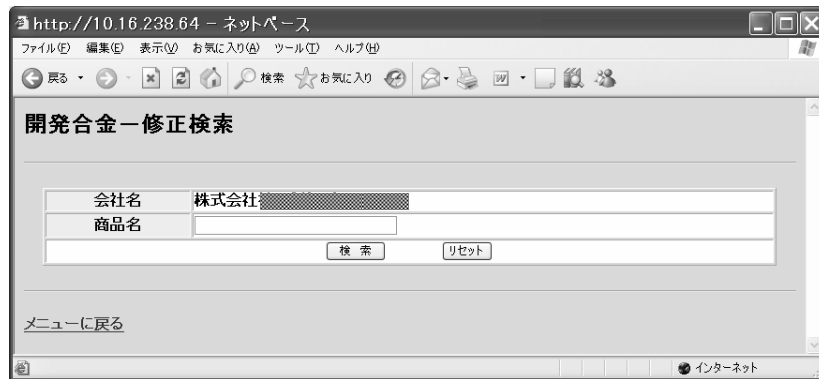 http://10.16.238.64 － ネットペース
ファイル(F) 編集(E) 表示(V) お気に入り(A) ツール(T) ヘルプ(H)
戻る 検索 お気に入り
開発合金－修正検索
会社名 株式会社
商品名
検 索 リセット
メニューに戻る
インターネット